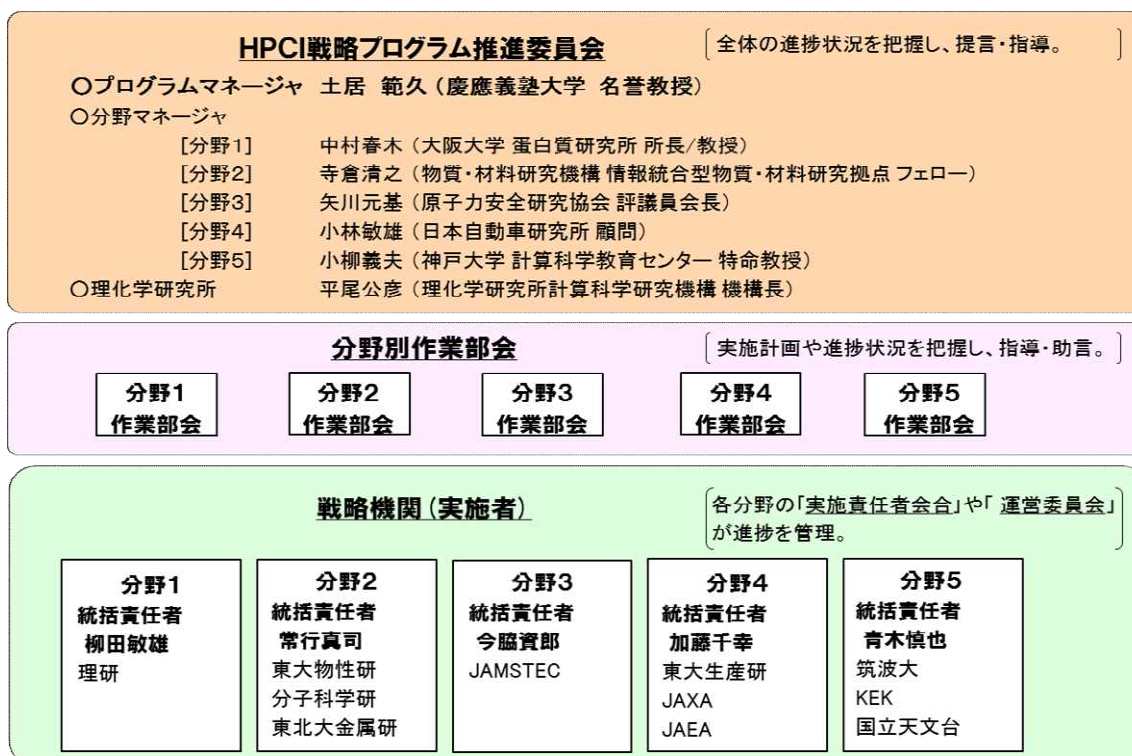 HPCI戦略プログラム推進委員会
全体の進捗状況を把握し、提言・指導。
○プログラムマネージャ 土居 範久（慶應義塾大学 名誉教授）
○分野マネージャ
[分野1] 中村春木（大阪大学 蛋白質研究所 所長/教授）
[分野2] 寺倉清之（物質・材料研究機構 情報統合型物質・材料研究拠点 フェロー）
[分野3] 矢川元基（原子力安全研究協会 評議員会長）
[分野4] 小林敏雄（日本自動車研究所 顧問）
[分野5] 小柳義夫（神戸大学 計算科学教育センター 特命教授）
○理化学研究所 平尾公彦（理化学研究所計算科学研究機構 機構長）
分野別作業部会
実施計画や進捗状況を把握し、指導・助言。
分野1
作業部会
分野2
作業部会
分野3
作業部会
分野4
作業部会
分野5
作業部会
戦略機関（実施者）
各分野の「実施責任者会合」や「 運営委員会」
が進捗を管理。
分野1
統括責任者
柳田敏雄
理研
分野2
統括責任者
常行真司
東大物性研
分子科学研
東北大金属研
分野3
統括責任者
今脇資郎
JAMSTEC
分野4
統括責任者
加藤千幸
東大生産研
JAXA
JAEA
分野5
統括責任者
青木慎也
筑波大
KEK
国立天文台